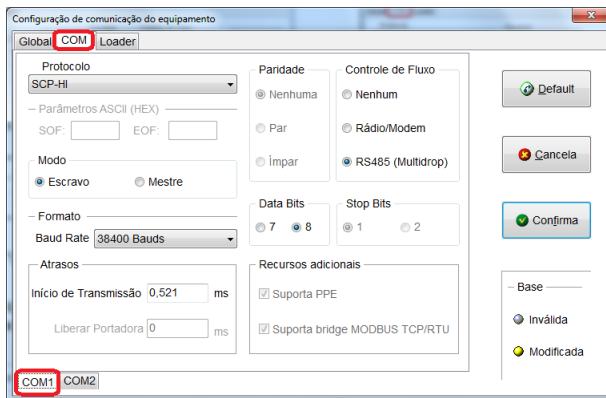 Configuração de comunicação do equipamento
Global COM Loader
Protocolo
SCP-HI
Parâmetros ASCII (HEX)
SOF: EOF:
Modo
Escravo Mestre
Formato
Baud Rate 38400 Bauds
Atrasos
Início de Transmissão 0,521 ms
Liberar Portadora 0 ms
Paridade
Nenhuma
Par
Ímpar
Controle de Fluxo
Nenhum
Rádio/Modem
RS485 (Multidrop)
Data Bits
7 8
Stop Bits
1 2
Recursos adicionais
Suporta PPE
Suporta bridge MODBUS TCP/RTU
Default
Cancela
Confirma
Base
Inválida
Modificada
COM1 COM2